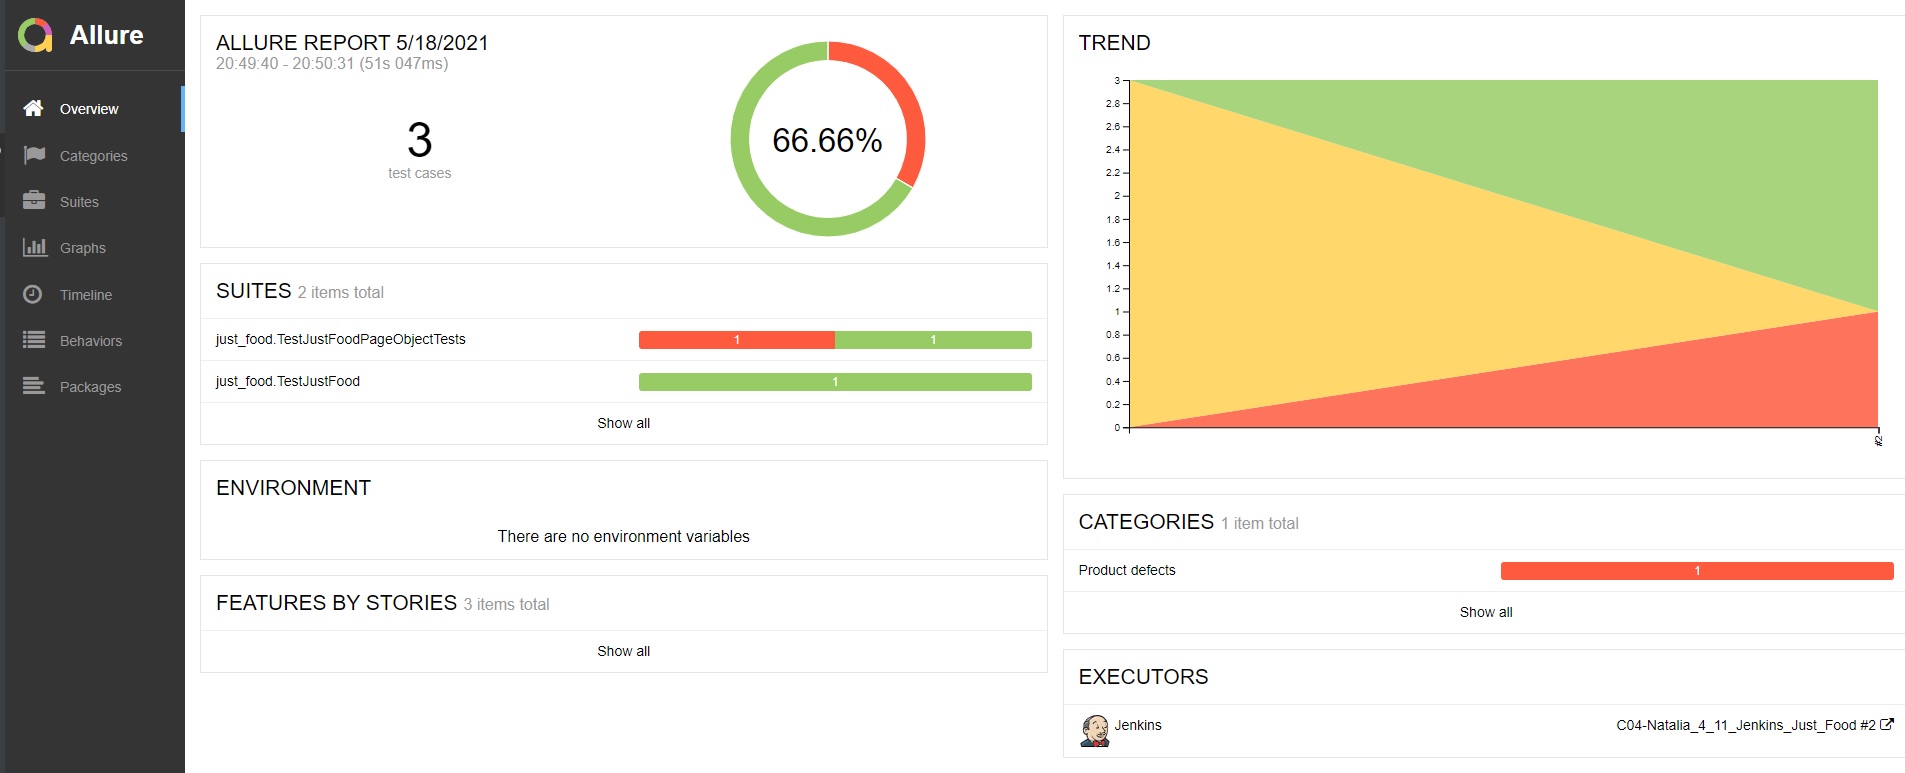 Allure
Overview
Categories
Suites
Graphs
Timeline
Behaviors
Packages
ALLURE REPORT 5/18/2021
20:49:40 - 20:50:31 (51s 047ms)
3
test cases
66.66%
SUITES 2 items total
just_food.TestJustFoodPageObjectTests 1 1
just_food.TestJustFood 1
Show all
ENVIRONMENT
There are no environment variables
FEATURES BY STORIES 3 items total
Show all
TREND
3
2.8
2.6
2.4
2.2
2
1.8
1.6
1.4
1.2
1
0.8
0.6
0.4
0.2
0
#2
CATEGORIES 1 item total
Product defects 1
Show all
EXECUTORS
Jenkins C04-Natalia_4_11_Jenkins_Just_Food #2